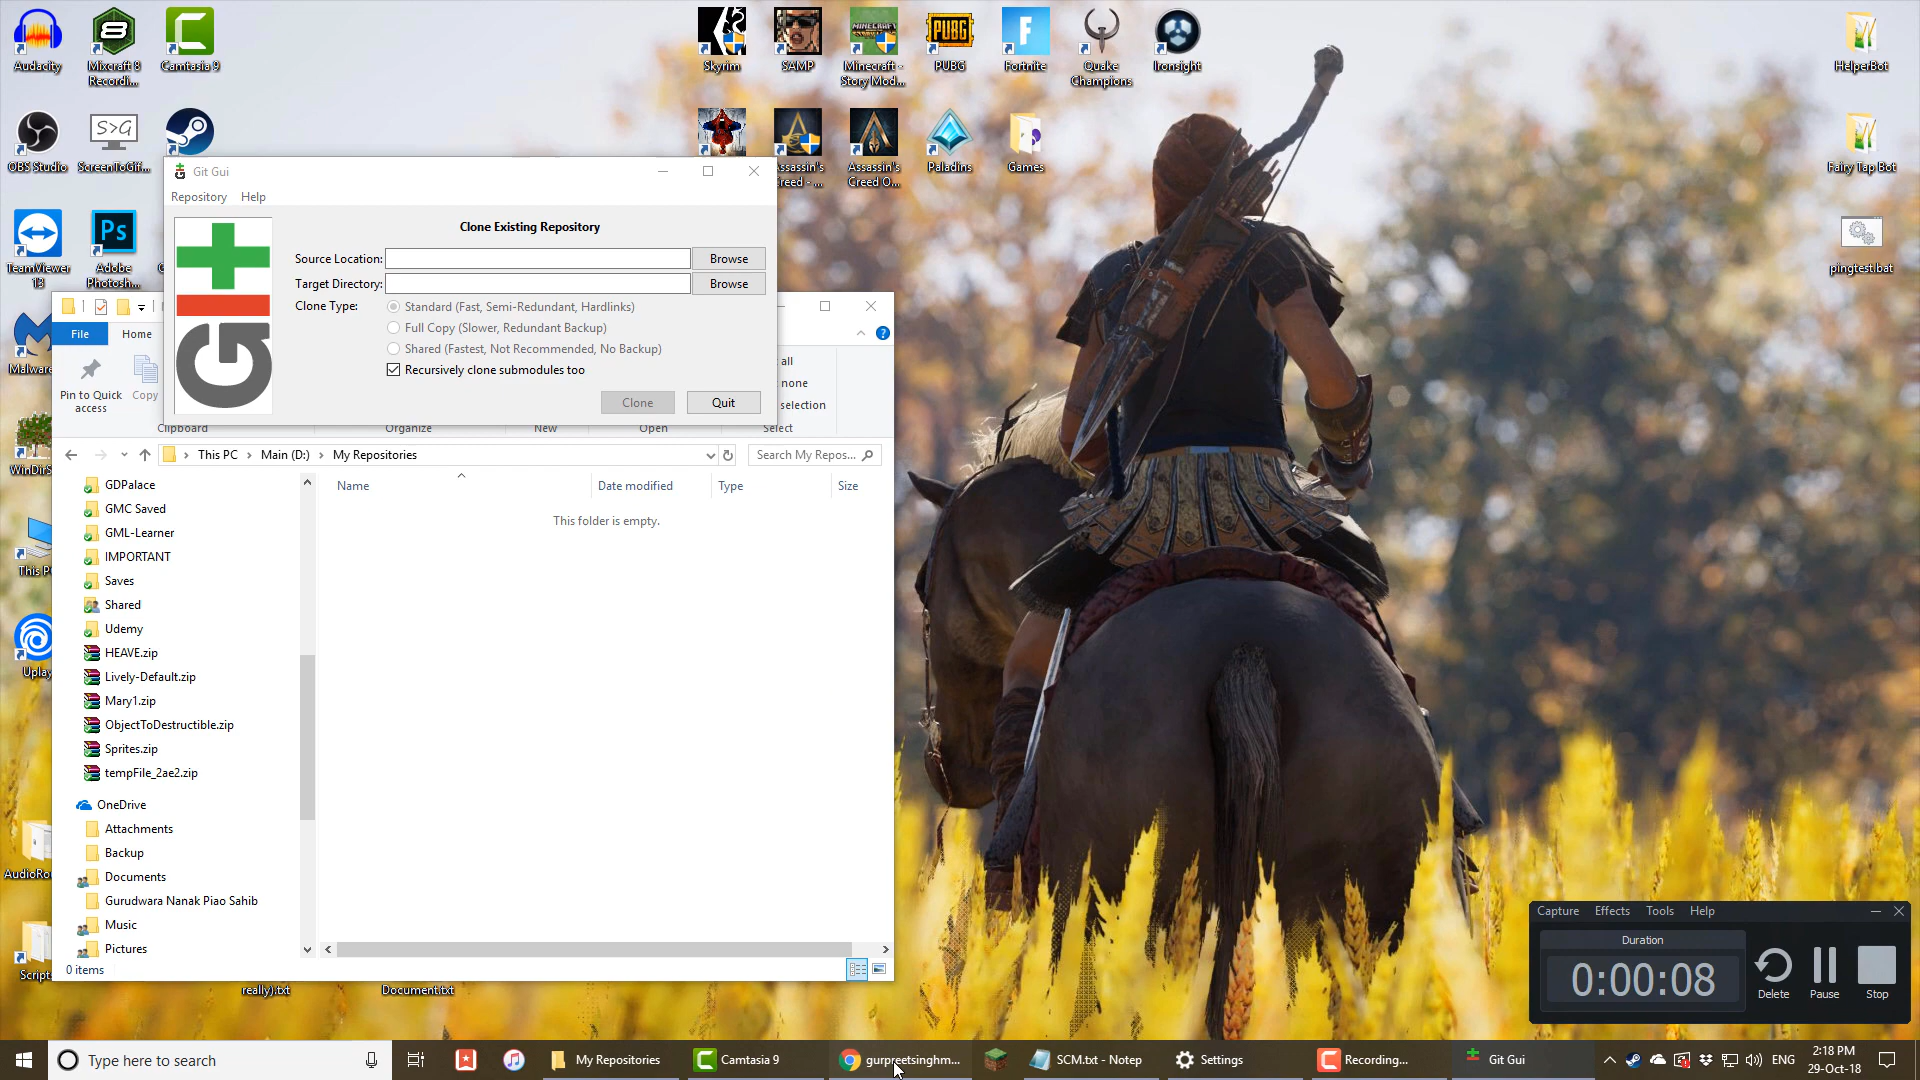 Audacity
Mixcraft 8
Recordi...
Camtasia 9
Skyrim
SAMP
Minecraft -
Story Mod...
PUBG
Fortnite
Quake
Champions
Ironsight
HelperBot
OBS Studio
S>G
ScreenToGif...
Assassin's
Creed - ...
Assassin's
Creed O...
Paladins
Games
Fairy Tap Bot
TeamViewer
13
Ps
Adobe
Photosh...
pingtest.bat
Git Gui
Repository
Help
Clone Existing Repository
Source Location:
Browse
Target Directory:
Browse
Clone Type:
Standard (Fast, Semi-Redundant, Hardlinks)
Full Copy (Slower, Redundant Backup)
Shared (Fastest, Not Recommended, No Backup)
Recursively clone submodules too
Clone
Quit
File
Home
Pin to Quick
access
Copy
all
none
selection
Clipboard
Organize
New
Open
Select
This PC
Main (D:)
My Repositories
Search My Repos...
Name
Date modified
Type
Size
This folder is empty.
GDPalace
GMC Saved
GML-Learner
IMPORTANT
Saves
Shared
Udemy
HEAVE.zip
Lively-Default.zip
Mary1.zip
ObjectToDestructible.zip
Sprites.zip
tempFile_2ae2.zip
OneDrive
Attachments
Backup
Documents
Gurudwara Nanak Piao Sahib
Music
Pictures
0 items
Uplay
really).txt
Document.txt
Capture
Effects
Tools
Help
Duration
0:00:08
Delete
Pause
Stop
Type here to search
My Repositories
Camtasia 9
gurpreetsinghm...
SCM.txt - Notep
Settings
Recording...
Git Gui
ENG
2:18 PM
29-Oct-18